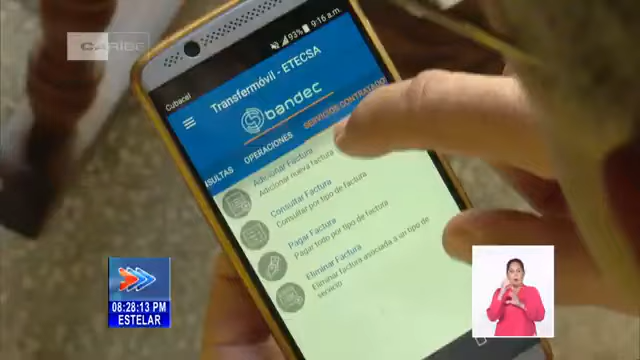 CARIBE
Cubacel
93% 9:16 a.m.
Transfermóvil - ETECSA
bandec
SULTAS OPERACIONES SERVICIOS CONTRATADO
Adicionar Factura
Adicionar nueva factura
Consultar Factura
Consultar por tipo de factura
Pagar Factura
Pagar todo por tipo de factura
Eliminar Factura
Eliminar factura asociada a un tipo de
servicio
08:28:13 PM
ESTELAR